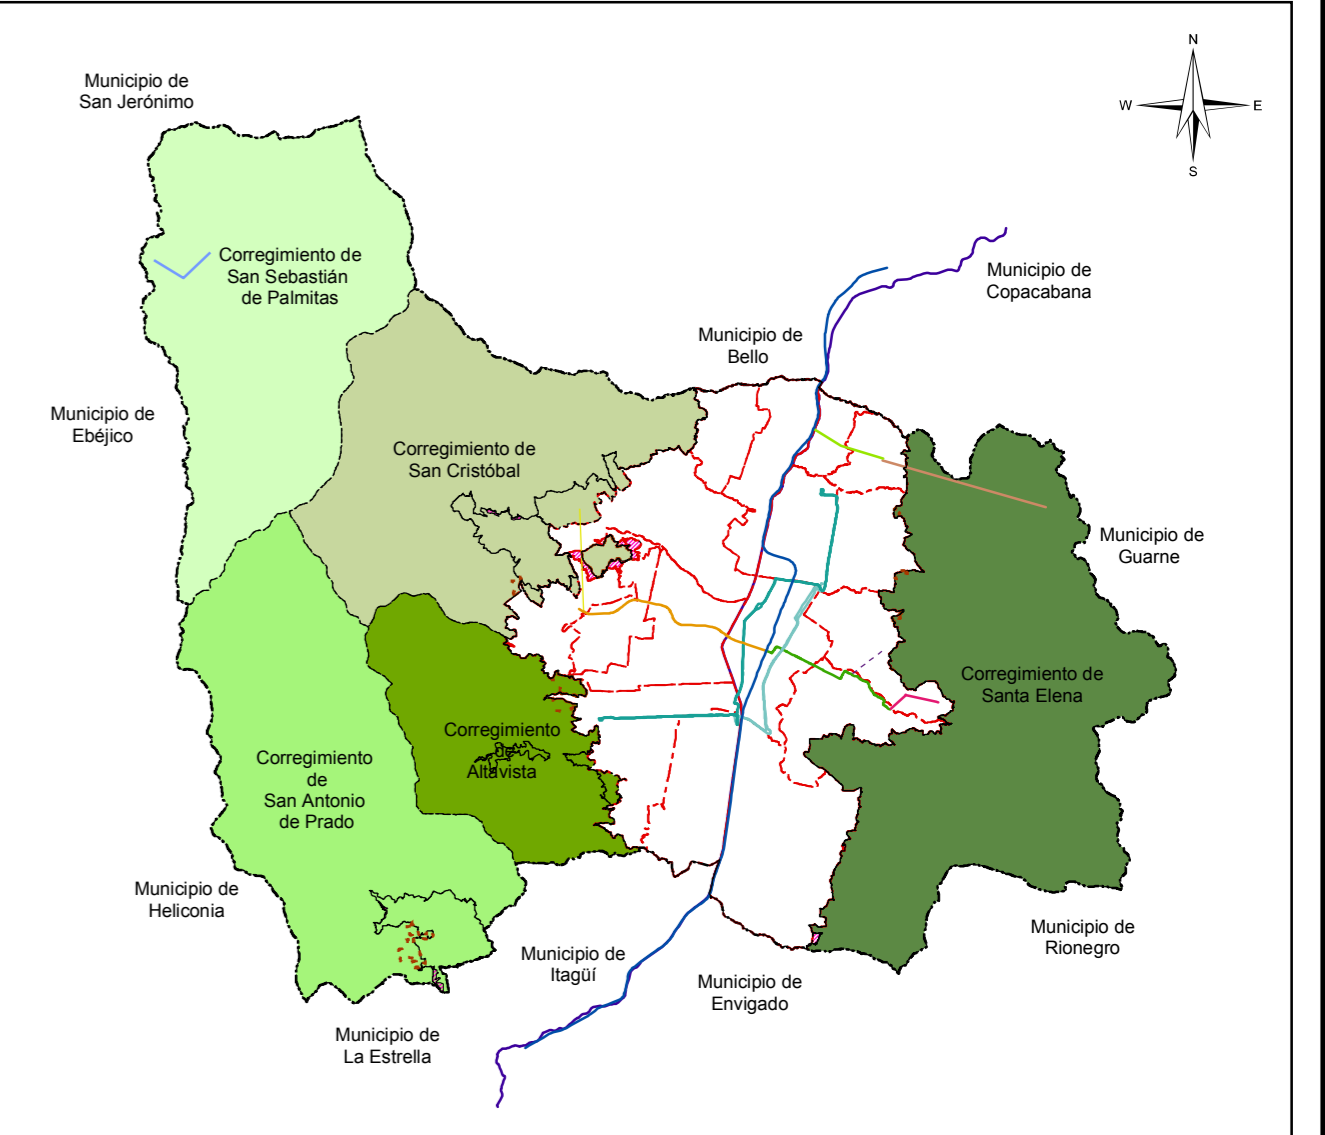 N
W
E
S
Municipio de
San Jerónimo
Corregimiento de
San Sebastián
de Palmitas
Municipio de
Copacabana
Municipio de
Bello
Municipio de
Ebéjico
Corregimiento de
San Cristóbal
Municipio de
Guarne
Corregimiento de
Santa Elena
Corregimiento
de
Altavista
Corregimiento
de
San Antonio
de Prado
Municipio de
Heliconia
Municipio de
Rionegro
Municipio de
Itagüí
Municipio de
Envigado
Municipio de
La Estrella